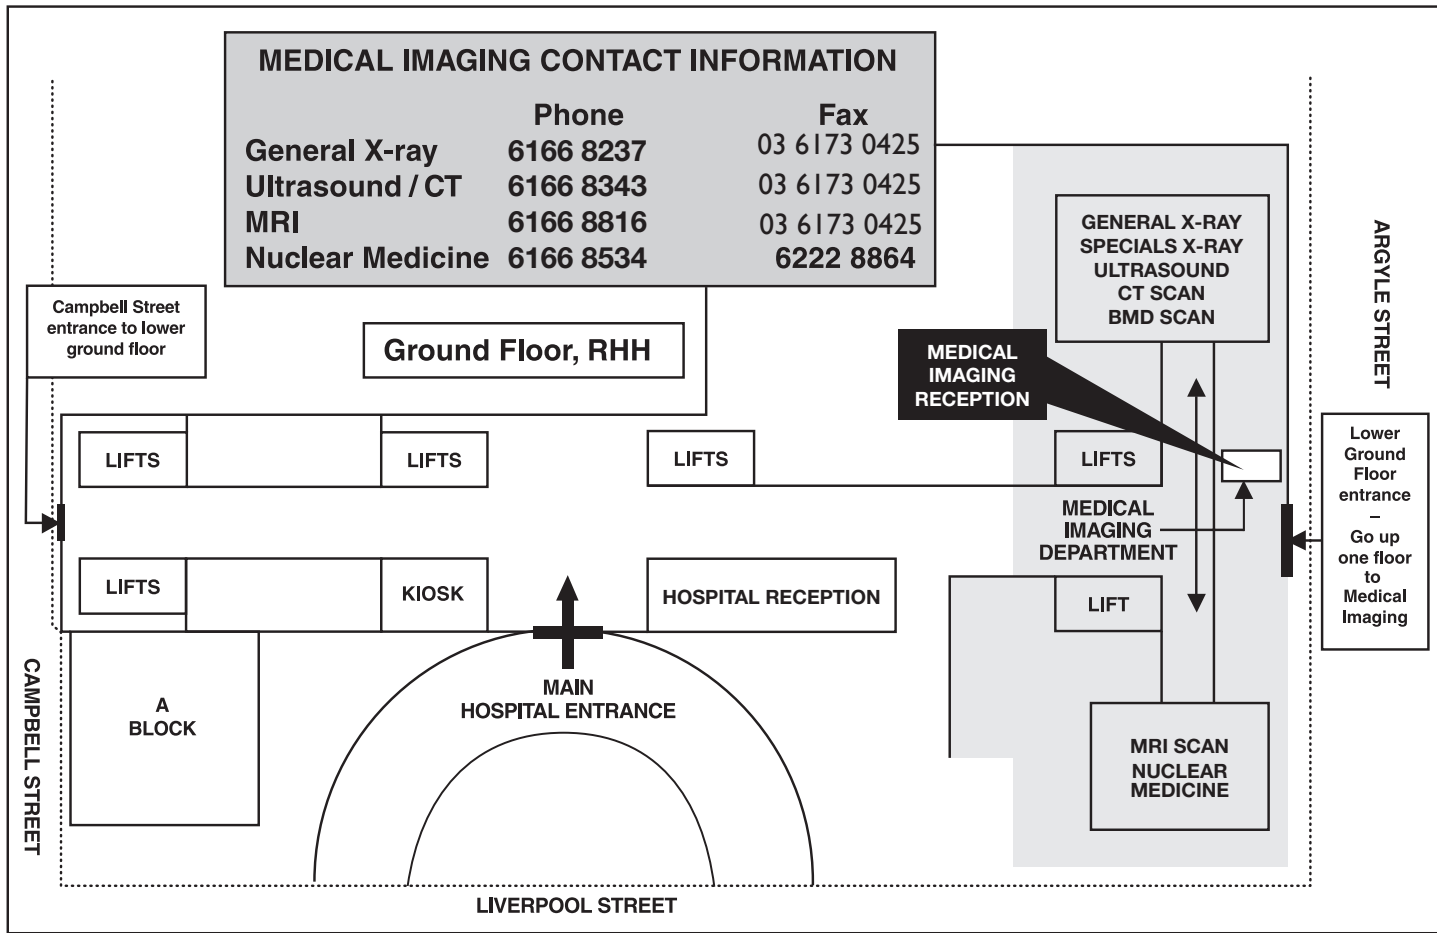 MEDICAL IMAGING CONTACT INFORMATION
Phone Fax
General X-ray 6166 8237 03 6173 0425
Ultrasound / CT 6166 8343 03 6173 0425
MRI 6166 8816 03 6173 0425
Nuclear Medicine 6166 8534 6222 8864
Campbell Street
entrance to lower
ground floor
Ground Floor, RHH
GENERAL X-RAY
SPECIALS X-RAY
ULTRASOUND
CT SCAN
BMD SCAN
ARGYLE STREET
MEDICAL
IMAGING
RECEPTION
LIFTS
LIFTS
LIFTS
LIFTS
Lower
Ground
Floor
entrance
–
Go up
one floor
to
Medical
Imaging
MEDICAL
IMAGING
DEPARTMENT
LIFTS
KIOSK
HOSPITAL RECEPTION
LIFT
CAMPBELL STREET
A
BLOCK
MAIN
HOSPITAL ENTRANCE
MRI SCAN
NUCLEAR
MEDICINE
LIVERPOOL STREET